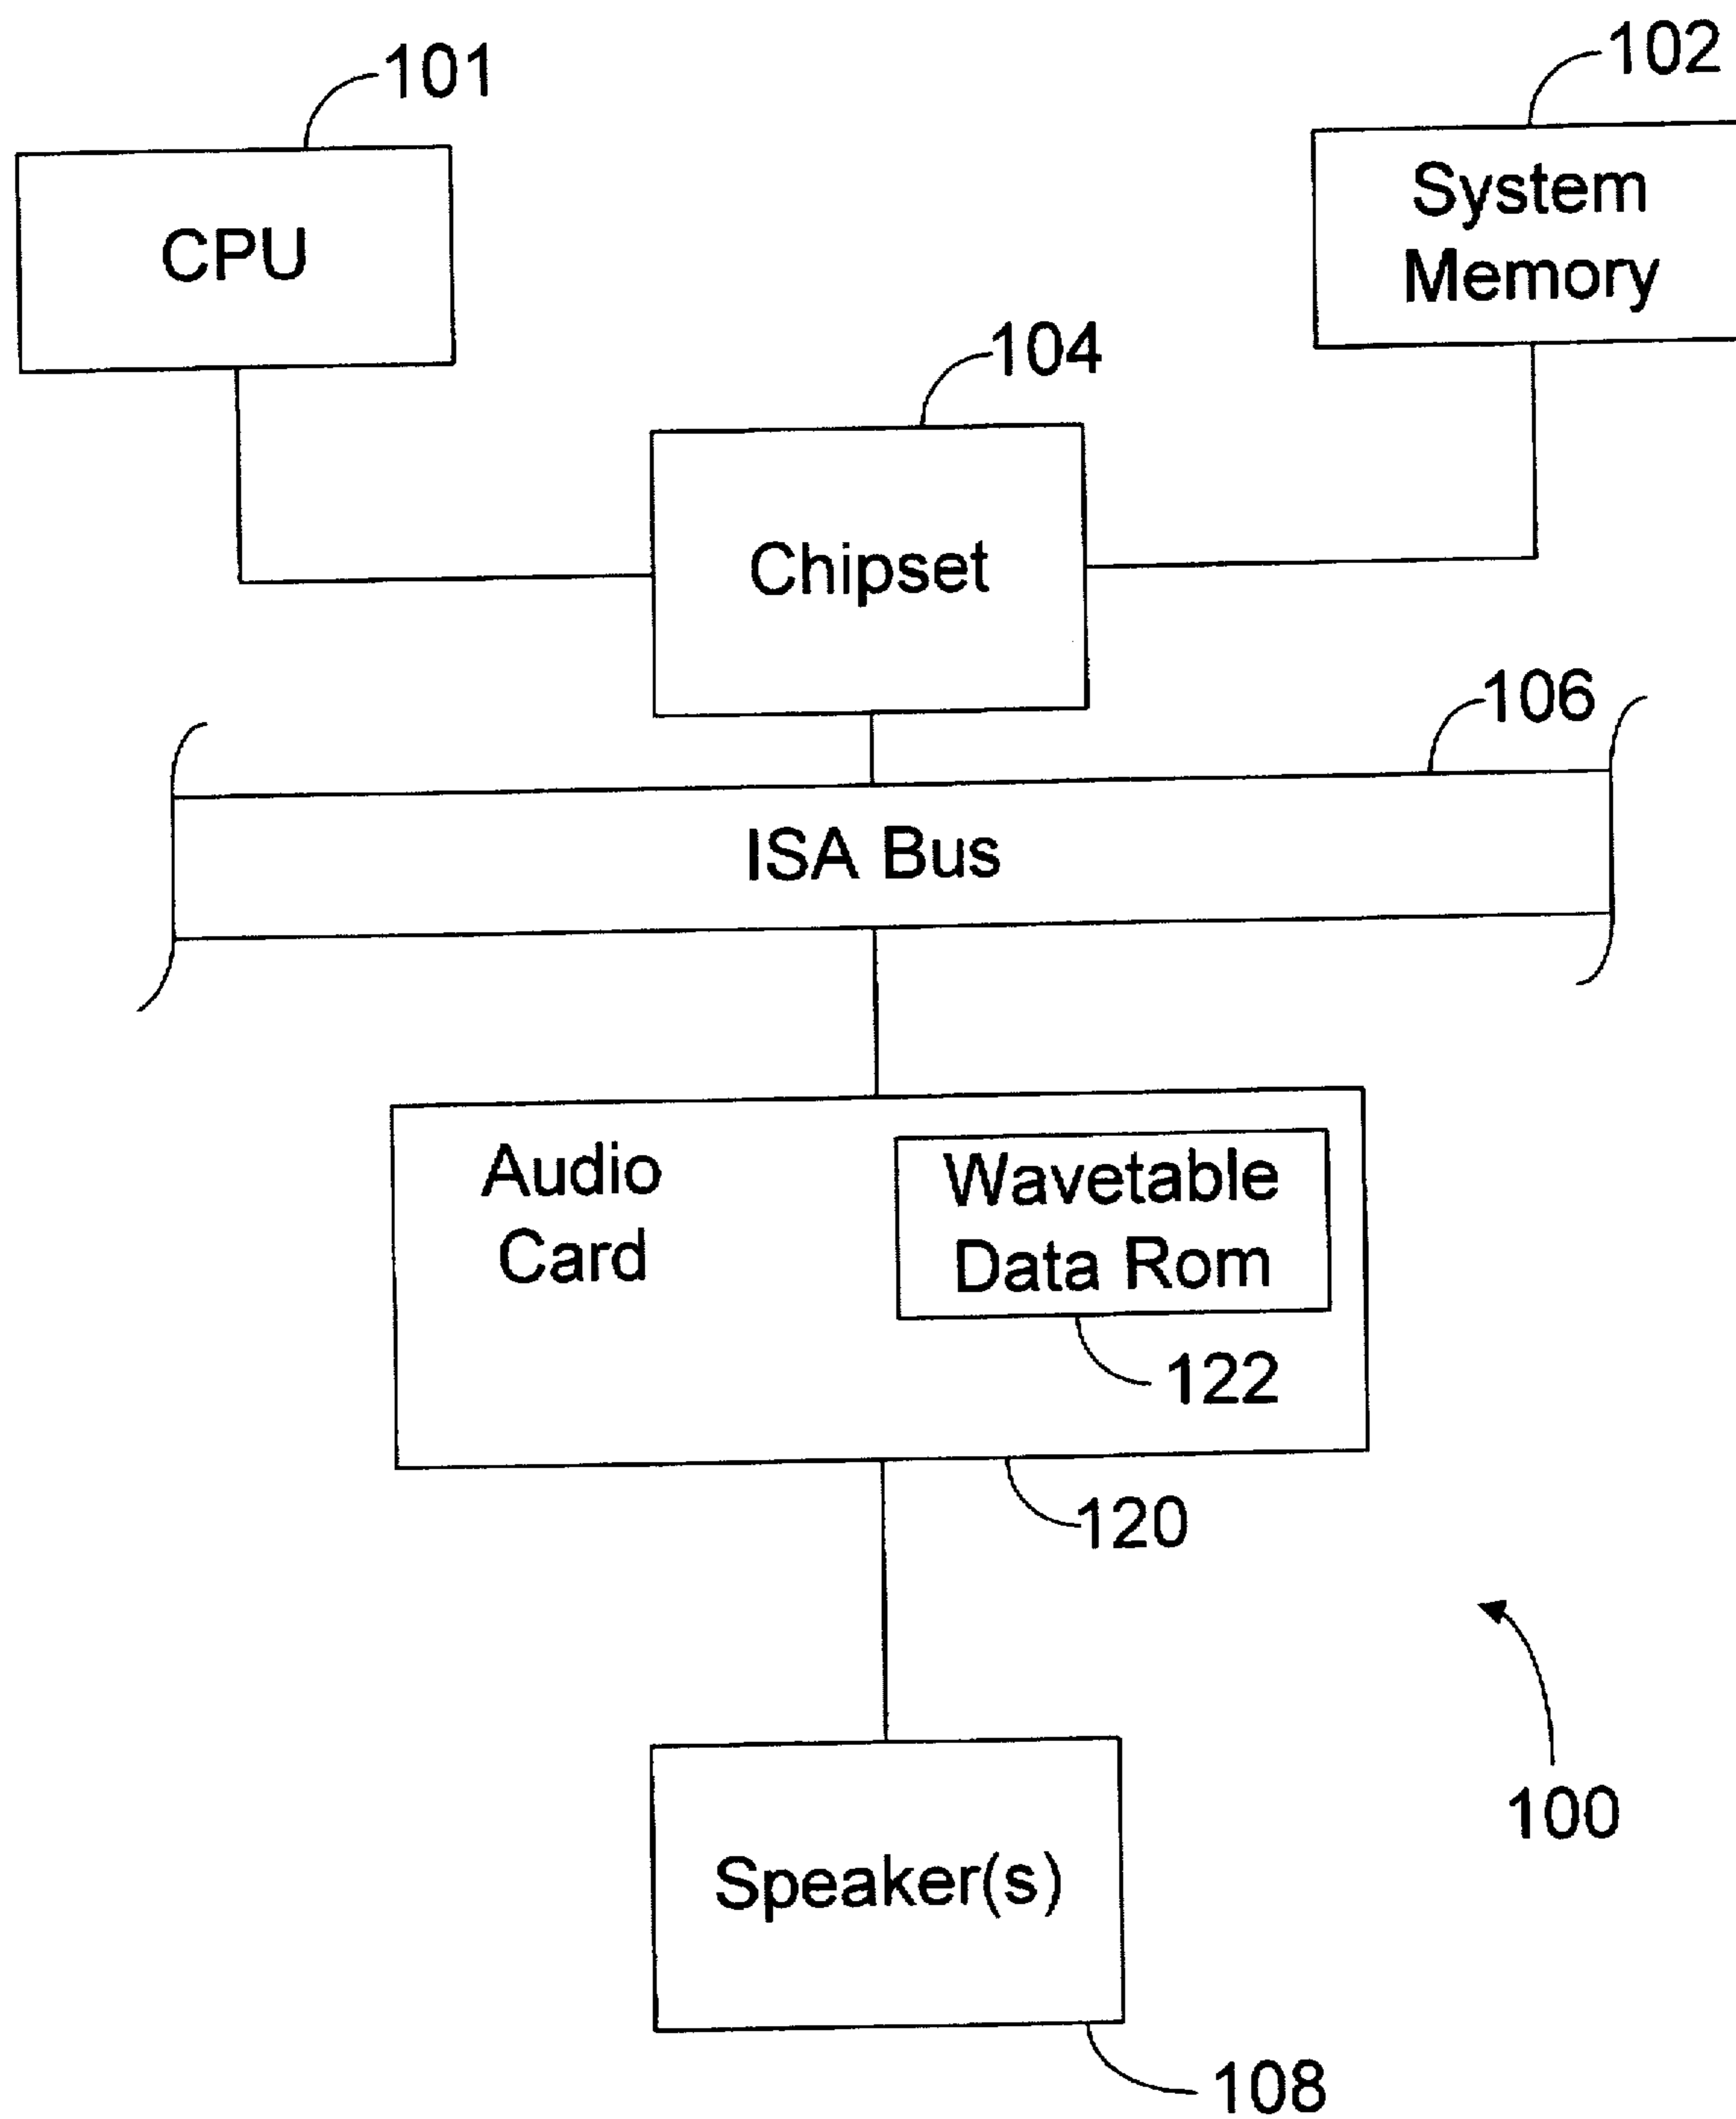 101
102
CPU
System
Memory
104
Chipset
106
ISA Bus
Audio
Card
Wavetable
Data Rom
122
120
100
Speaker(s)
108